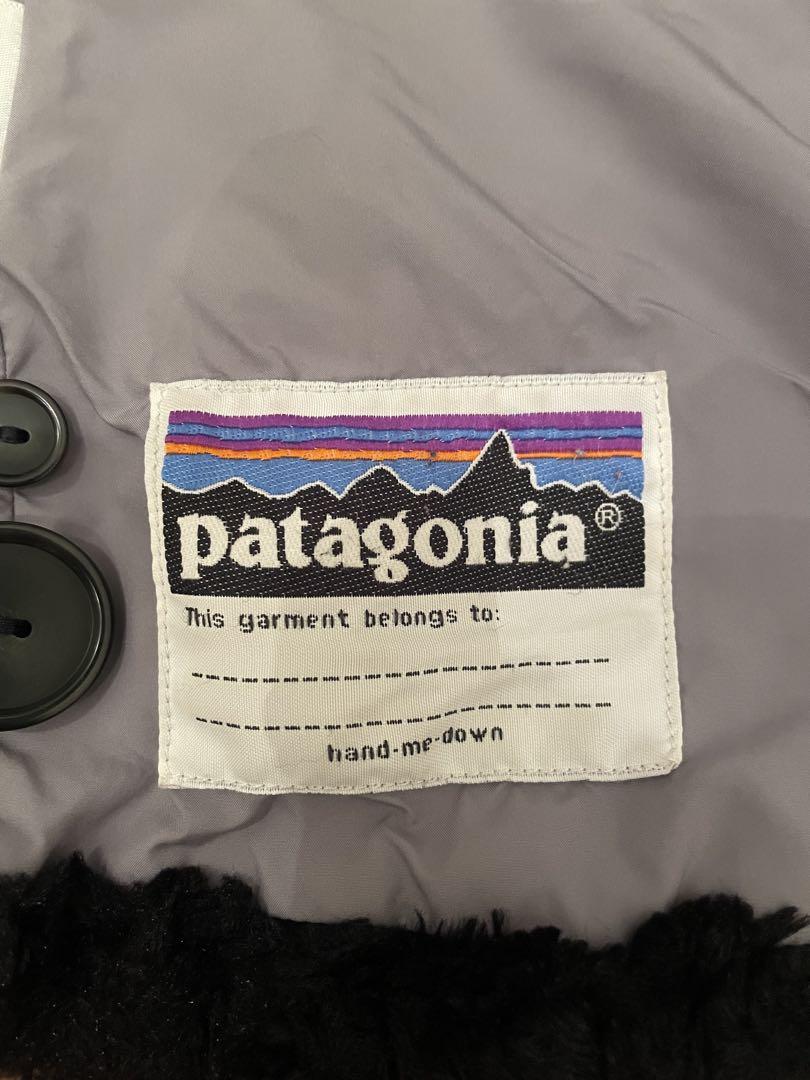 patagonia®
This garment belongs to:
hand-me-down